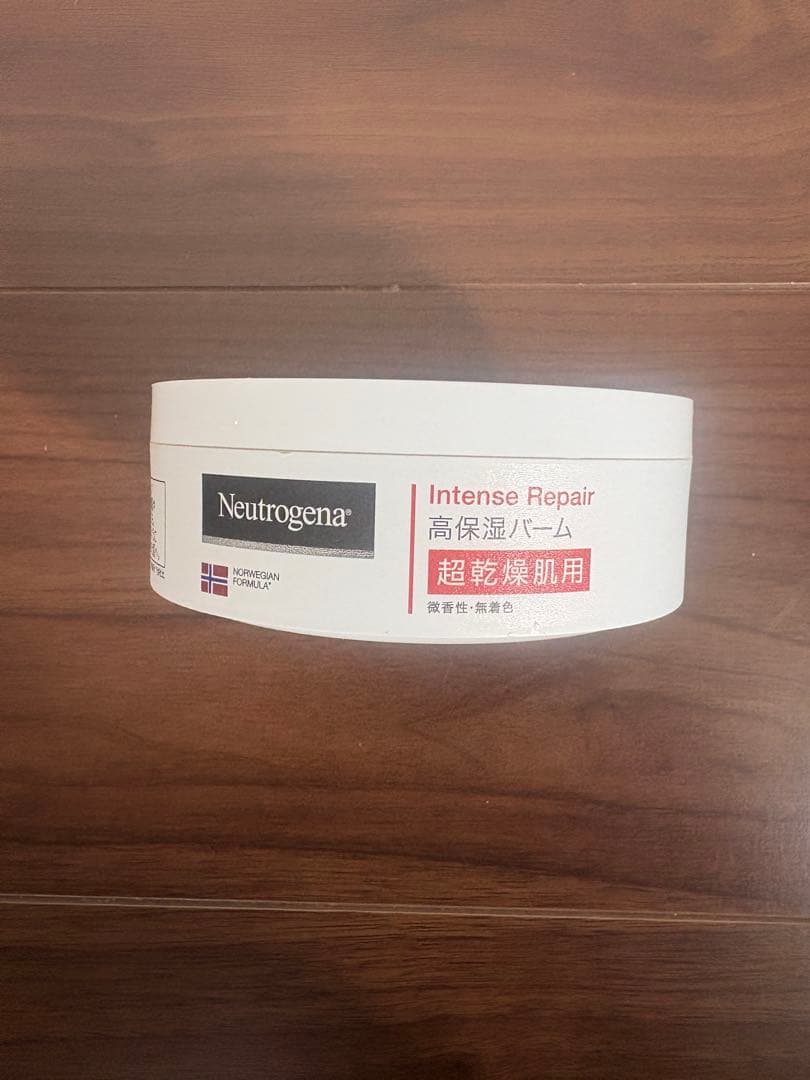 Neutrogena®
NORWEGIAN
FORMULA*
Intense Repair
高保湿バーム
超乾燥肌用
微香性・無着色